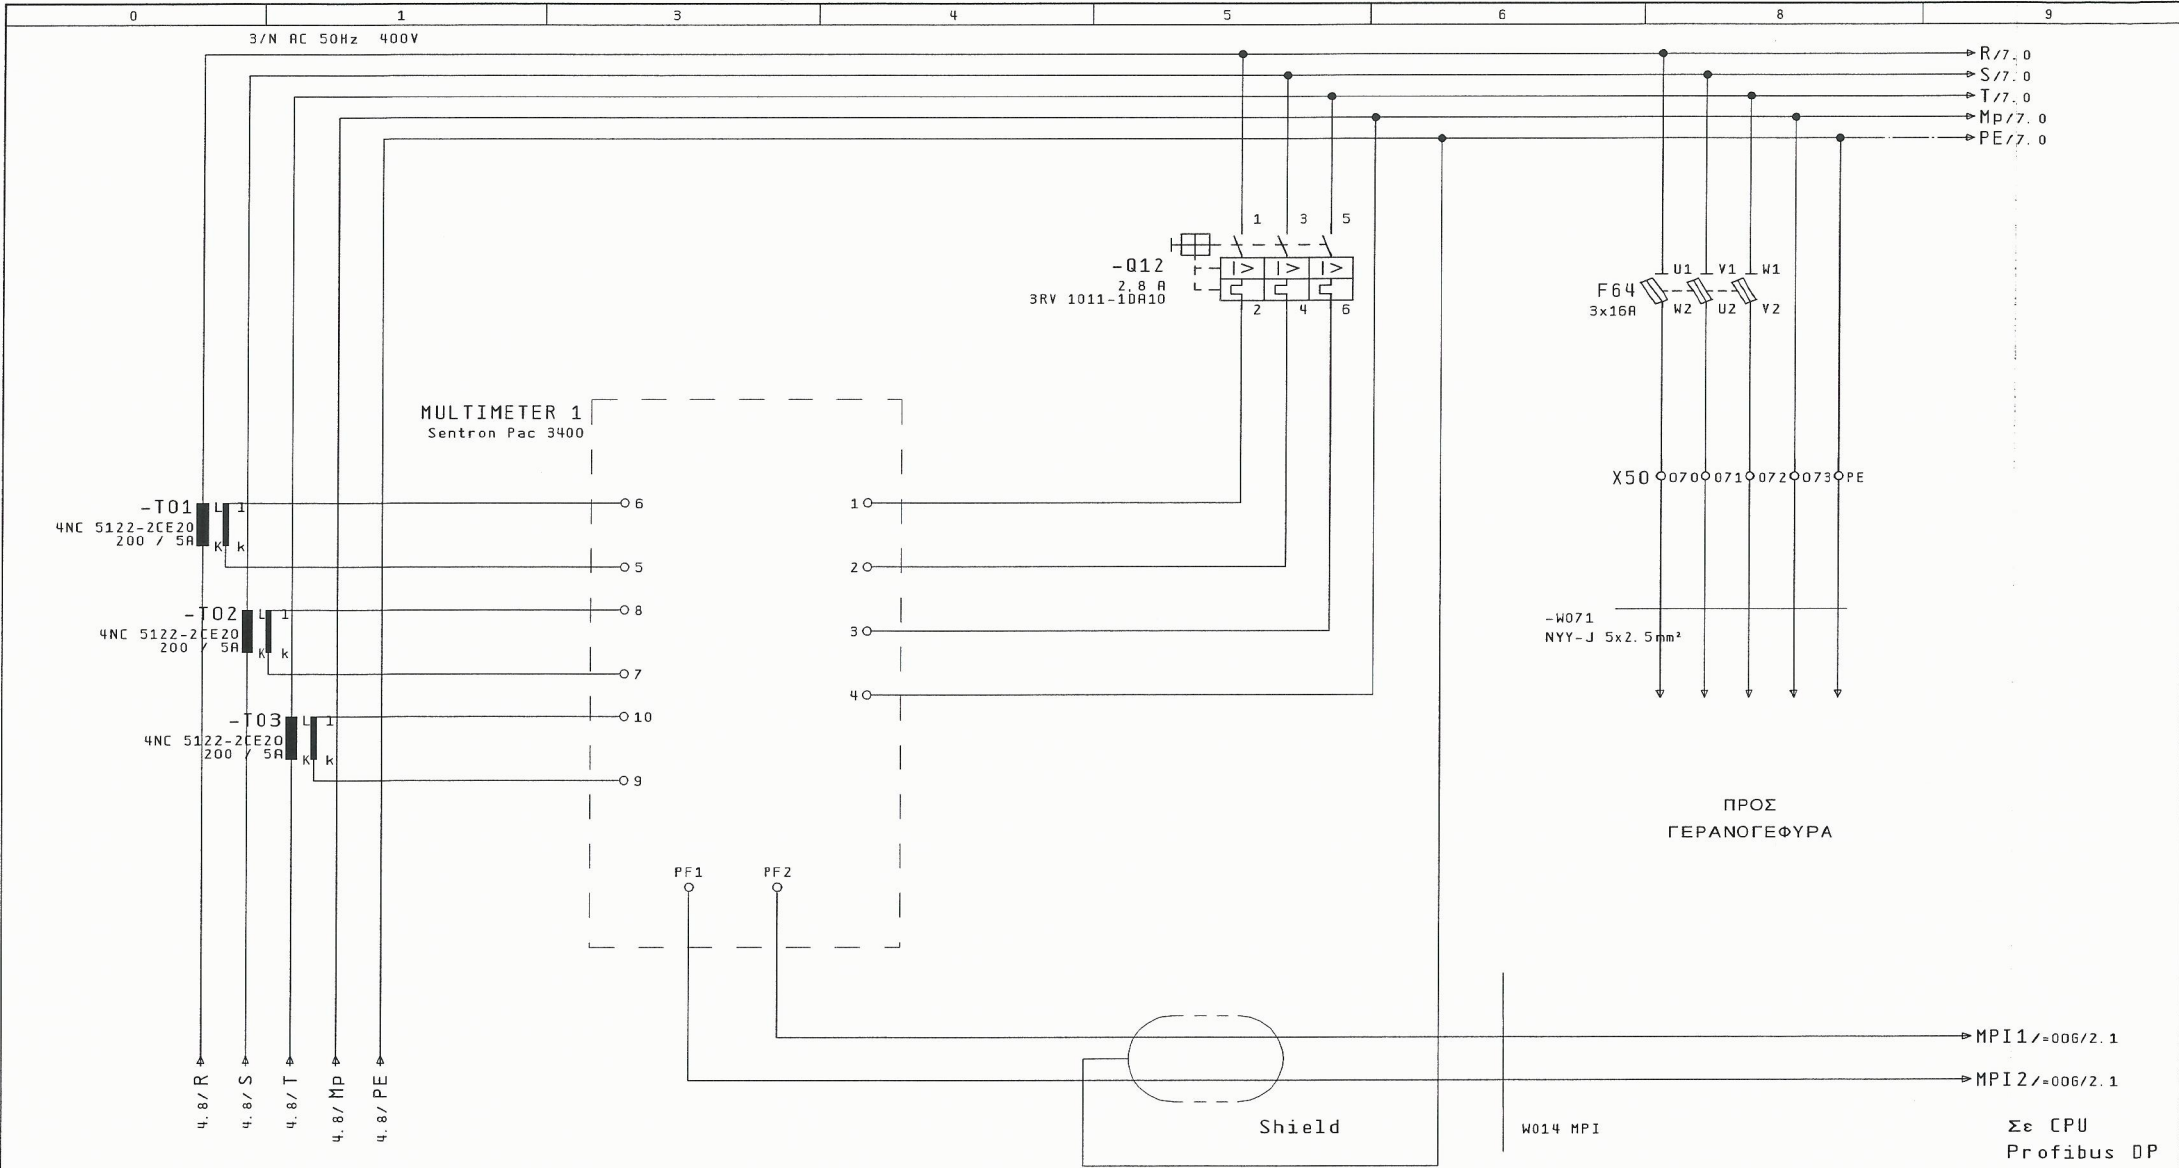 0 1 3 4 5 6 8 9
3/N AC 50Hz 400V
R/7.0
S/7.0
T/7.0
Mp/7.0
PE/7.0
1 3 5
-Q12
2,8 A
3RV 1011-1DA10
I> I> I>
2 4 6
U1 V1 W1
F64
3x16A
W2 U2 V2
MULTIMETER 1
Sentron Pac 3400
X50 070 071 072 073 PE
-T01 L l
4NC 5122-2CE20
200 / 5A
K k
6
5
1
2
-T02 L l
4NC 5122-2CE20
200 / 5A
K k
8
7
3
4
-W071
NYY-J 5x2.5mm²
-T03 L l
4NC 5122-2CE20
200 / 5A
K k
10
9
ΠΡΟΣ
ΓΕΡΑΝΟΓΕΦΥΡΑ
PF1 PF2
MPI1/=006/2.1
MPI2/=006/2.1
4.8/R
4.8/S
4.8/T
4.8/Mp
4.8/PE
Shield
W014 MPI
Σε CPU
Profibus DP